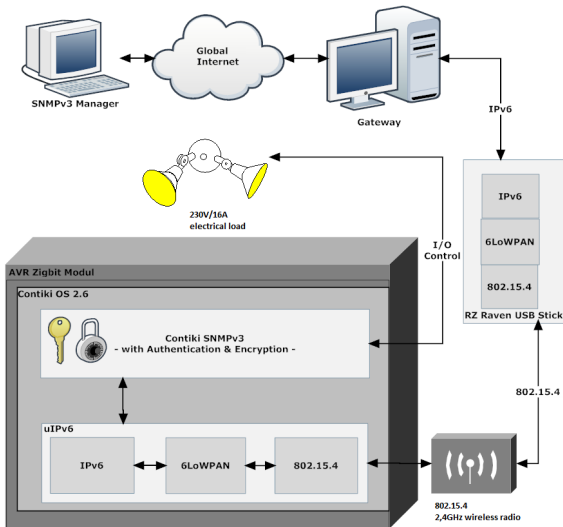 Global
Internet
SNMPv3 Manager
Gateway
IPv6
230V/16A
electrical load
I/O
Control
IPv6
6LoWPAN
802.15.4
RZ Raven USB Stick
AVR Zigbit Modul
Contiki OS 2.6
Contiki SNMPv3
- with Authentication & Encryption -
802.15.4
uIPv6
IPv6
6LoWPAN
802.15.4
802.15.4
2,4GHz wireless radio